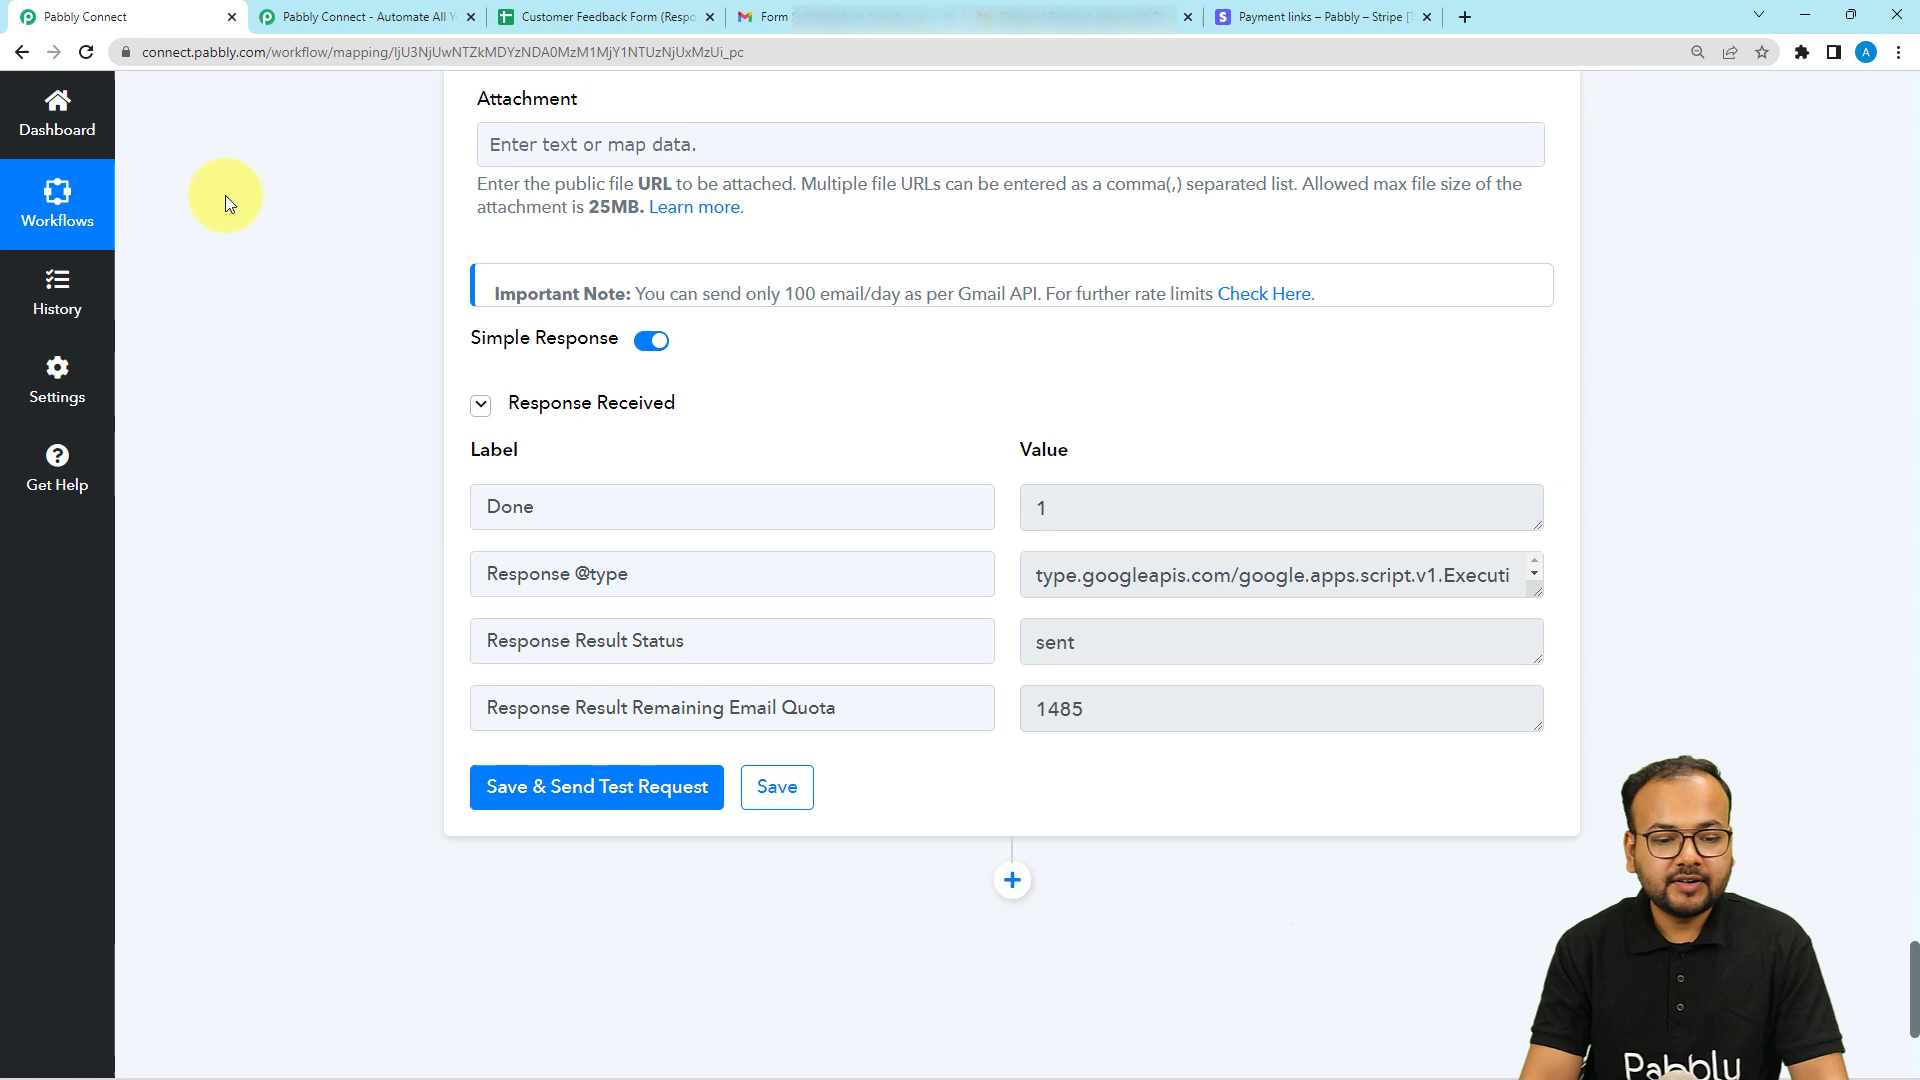 Pabbly Connect
Pabbly Connect - Automate All Y
Customer Feedback Form (Respo
Form
Payment links – Pabbly – Stripe [
connect.pabbly.com/workflow/mapping/IjU3NjUwNTZkMDYzNDA0MzM1MjY1NTUzNjUxMzUi_pc
A
Dashboard
Workflows
History
Settings
Get Help
Attachment
Enter text or map data.
Enter the public file URL to be attached. Multiple file URLs can be entered as a comma(,) separated list. Allowed max file size of the
attachment is 25MB. Learn more.
Important Note: You can send only 100 email/day as per Gmail API. For further rate limits Check Here.
Simple Response
Response Received
Label
Value
Done
1
Response @type
type.googleapis.com/google.apps.script.v1.Executi
Response Result Status
sent
Response Result Remaining Email Quota
1485
Save & Send Test Request
Save
Pabbly